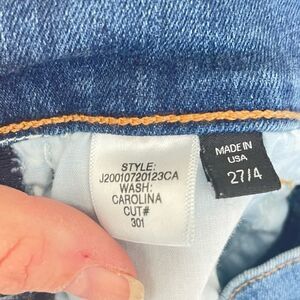 STYLE:
J20010720123CA
WASH:
CAROLINA
CUT#
301
MADE IN
USA
27/4